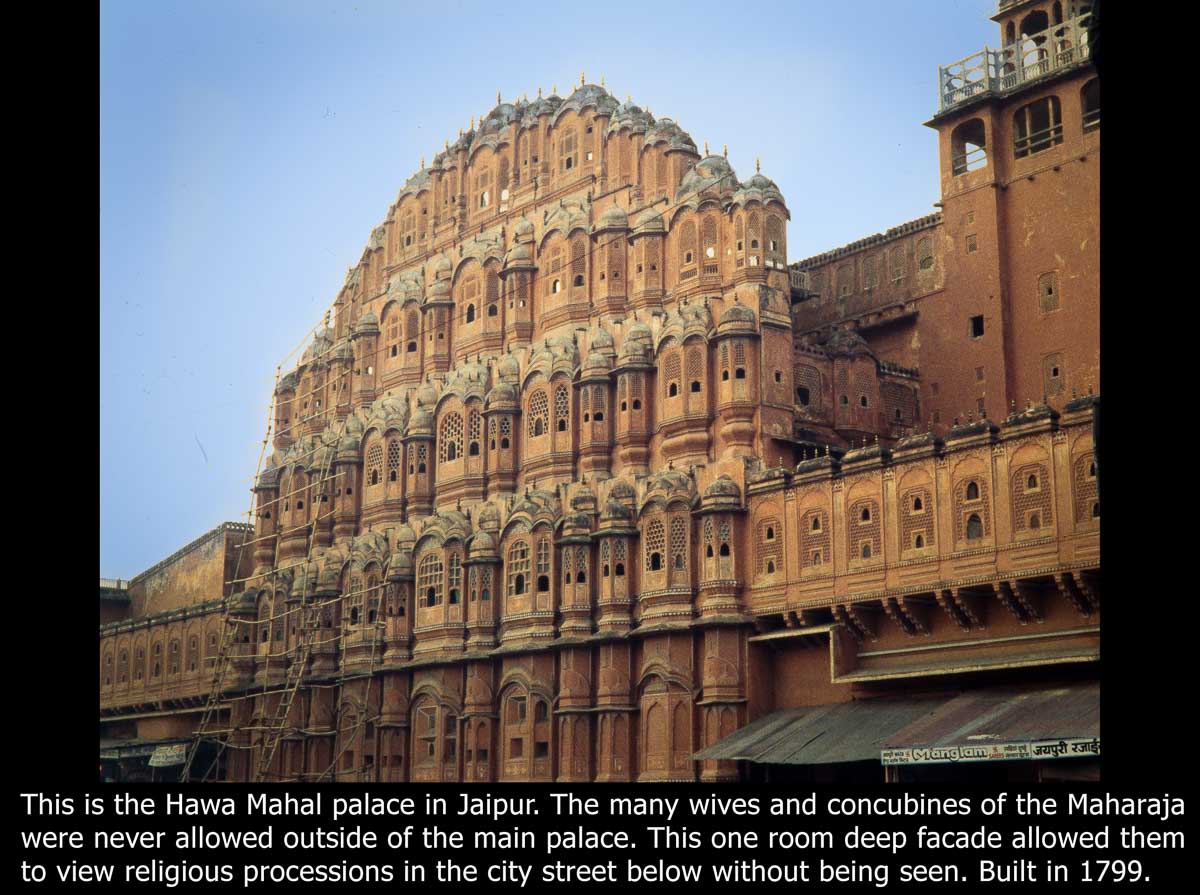 Manglam
जयपुरी रजाई
This is the Hawa Mahal palace in Jaipur. The many wives and concubines of the Maharaja
were never allowed outside of the main palace. This one room deep facade allowed them
to view religious processions in the city street below without being seen. Built in 1799.